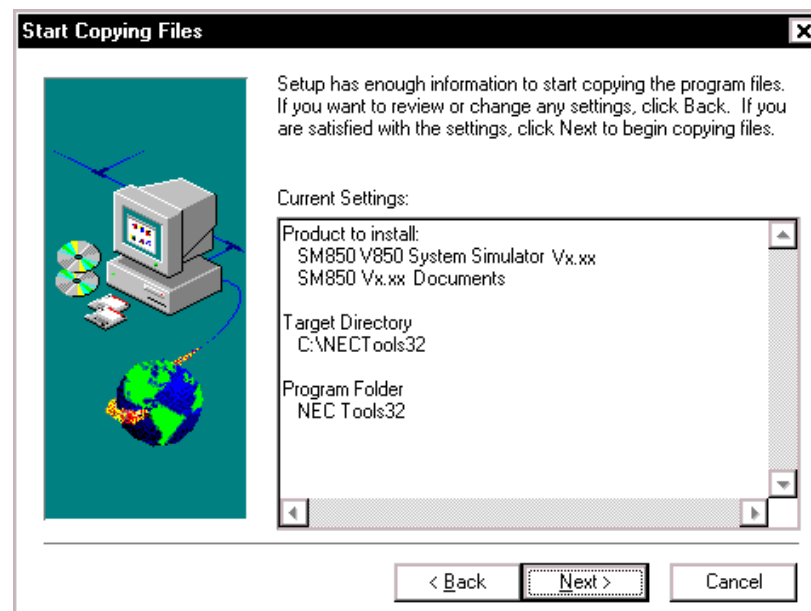 Start Copying Files
Setup has enough information to start copying the program files.
If you want to review or change any settings, click Back. If you
are satisfied with the settings, click Next to begin copying files.
Current Settings:
Product to install:
SM850 V850 System Simulator Vx.xx
SM850 Vx.xx Documents
Target Directory
C:\NECTools32
Program Folder
NEC Tools32
< Back
Next >
Cancel